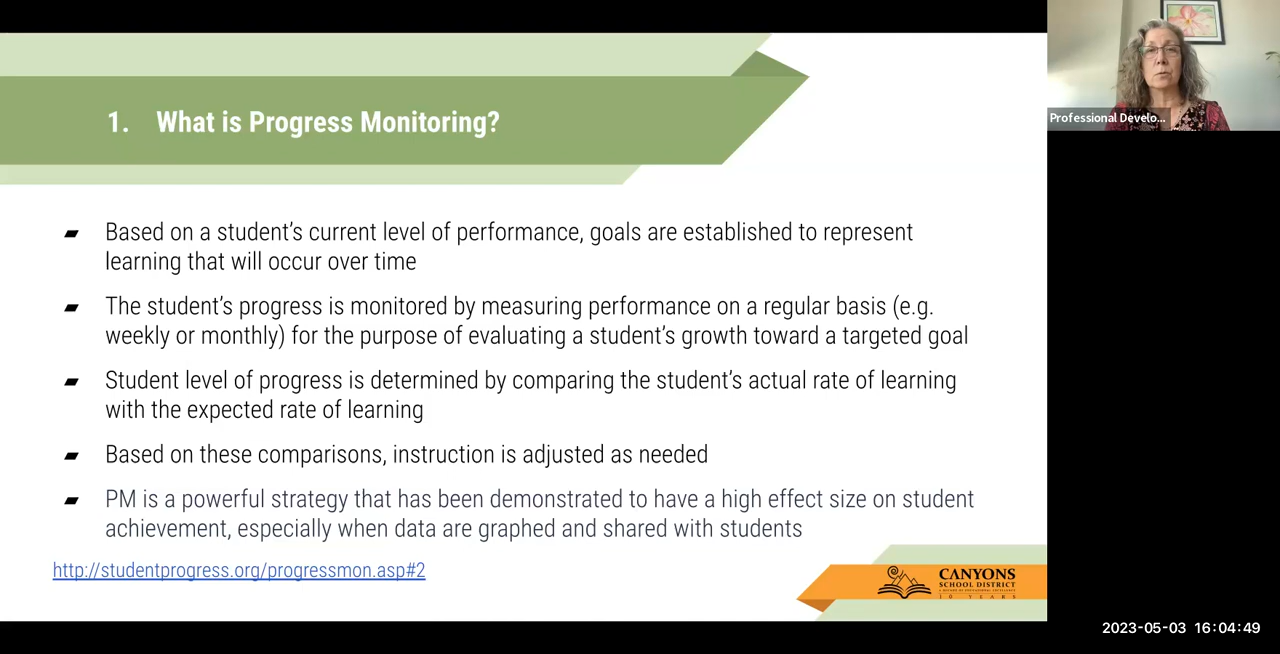 1. What is Progress Monitoring?
Based on a student's current level of performance, goals are established to represent
learning that will occur over time
The student's progress is monitored by measuring performance on a regular basis (e.g.
weekly or monthly) for the purpose of evaluating a student's growth toward a targeted goal
Student level of progress is determined by comparing the student's actual rate of learning
with the expected rate of learning
Based on these comparisons, instruction is adjusted as needed
PM is a powerful strategy that has been demonstrated to have a high effect size on student
achievement, especially when data are graphed and shared with students
http://studentprogress.org/progressmon.asp#2
CANYONS
SCHOOL DISTRICT
10 YEARS
Professional Develo...
2023-05-03 16:04:49